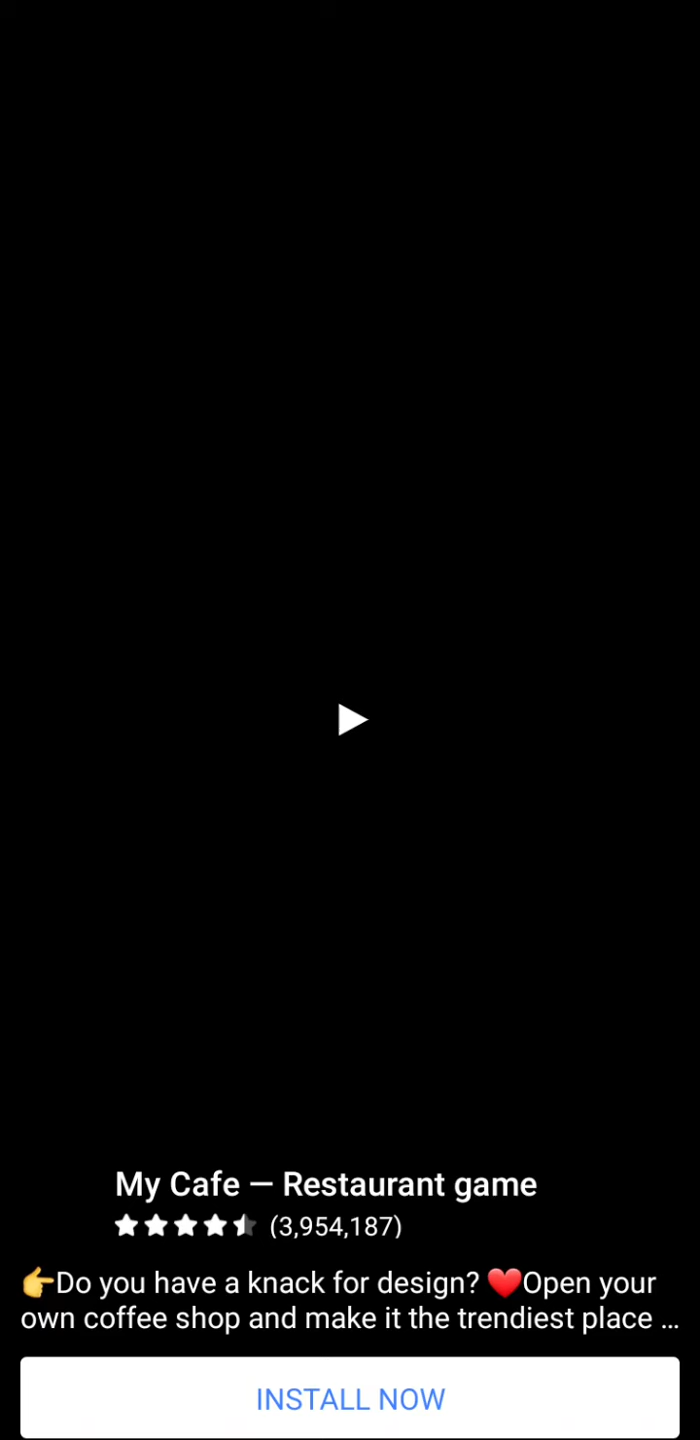 My Cafe — Restaurant game
(3,954,187)
👉Do you have a knack for design? ❤️Open your
own coffee shop and make it the trendiest place ...
INSTALL NOW